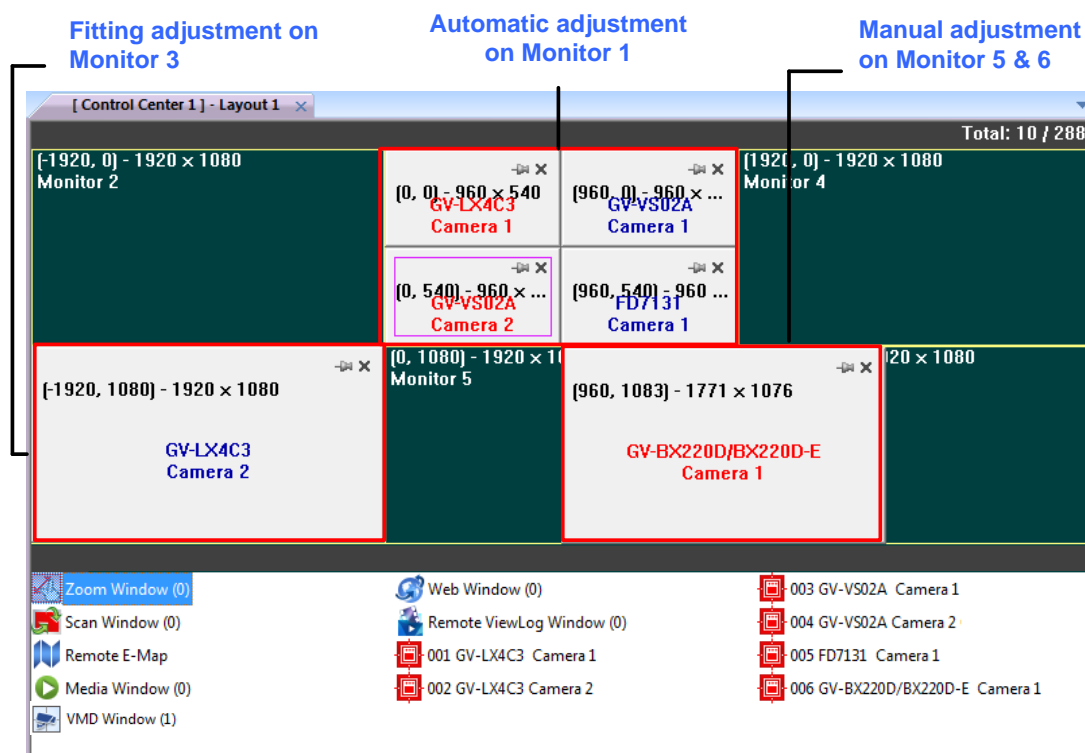 Fitting adjustment on
Monitor 3
Automatic adjustment
on Monitor 1
Manual adjustment
on Monitor 5 & 6
[ Control Center 1 ] - Layout 1
Total: 10 / 288
(-1920, 0) - 1920 × 1080
Monitor 2
(0, 0) - 960 × 540
GV-LX4C3
Camera 1
(960, 0) - 960 × ...
GV-VS02A
Camera 1
(1920, 0) - 1920 × 1080
Monitor 4
(0, 540) - 960 × ...
GV-VS02A
Camera 2
(960, 540) - 960 ...
FD7131
Camera 1
(-1920, 1080) - 1920 × 1080
GV-LX4C3
Camera 2
(0, 1080) - 1920 × 1
Monitor 5
(960, 1083) - 1771 × 1076
GV-BX220D/BX220D-E
Camera 1
20 × 1080
Zoom Window (0)
Scan Window (0)
Remote E-Map
Media Window (0)
VMD Window (1)
Web Window (0)
Remote ViewLog Window (0)
001 GV-LX4C3 Camera 1
002 GV-LX4C3 Camera 2
003 GV-VS02A Camera 1
004 GV-VS02A Camera 2
005 FD7131 Camera 1
006 GV-BX220D/BX220D-E Camera 1